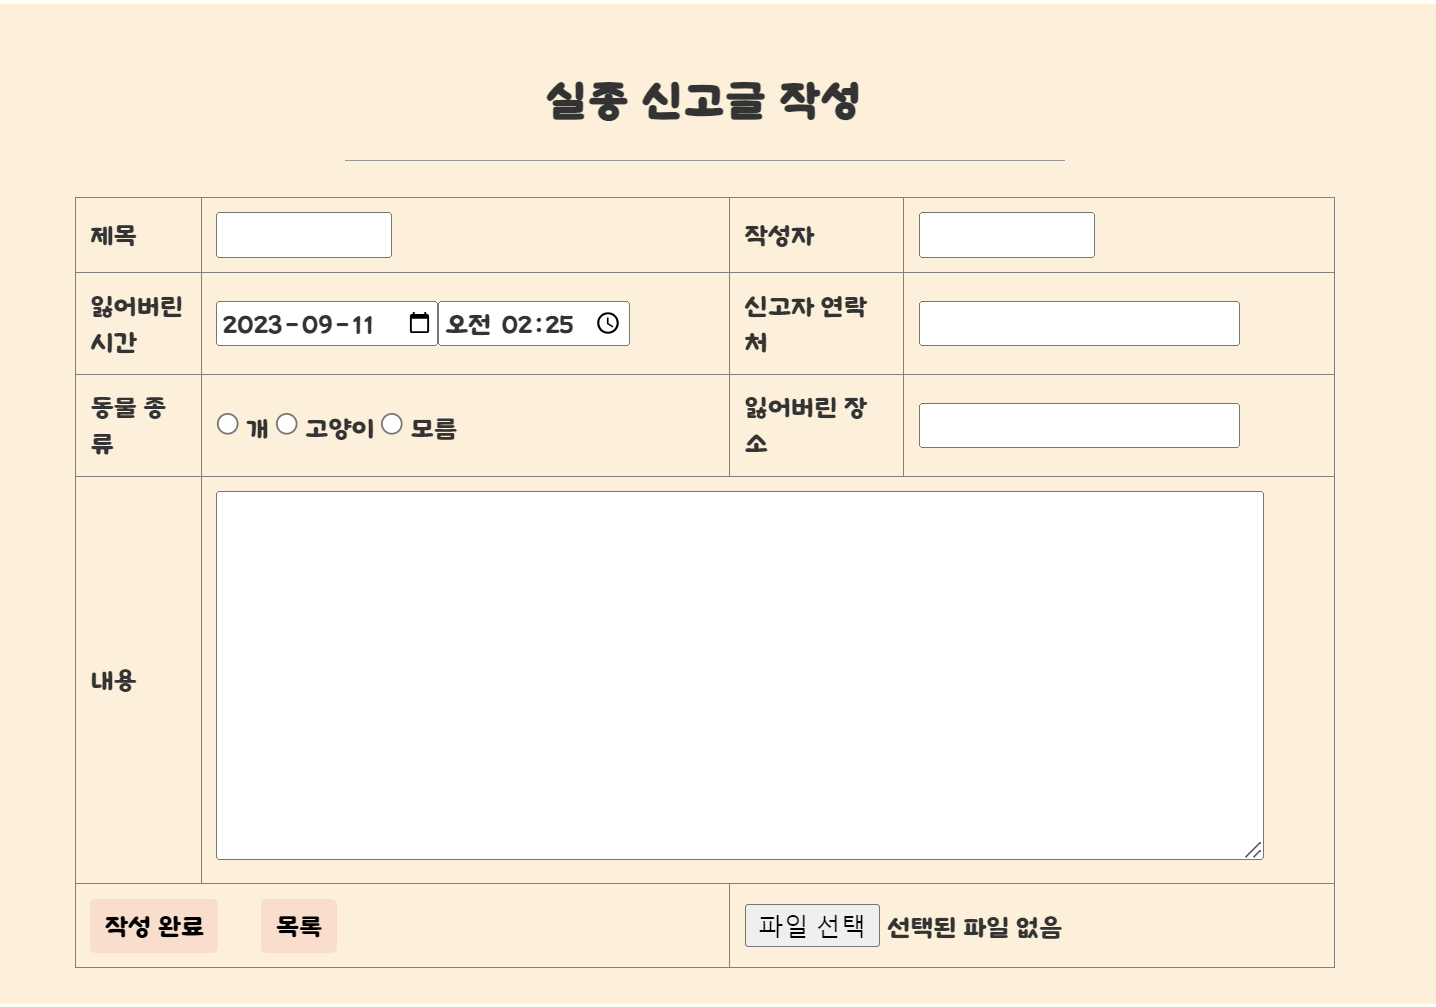 실종 신고글 작성
제목
작성자
잃어버린
시간
2023-09-11 오전 02:25
신고자 연락
처
동물 종
류
개 고양이 모름
잃어버린 장
소
내용
작성 완료 목록
파일 선택 선택된 파일 없음